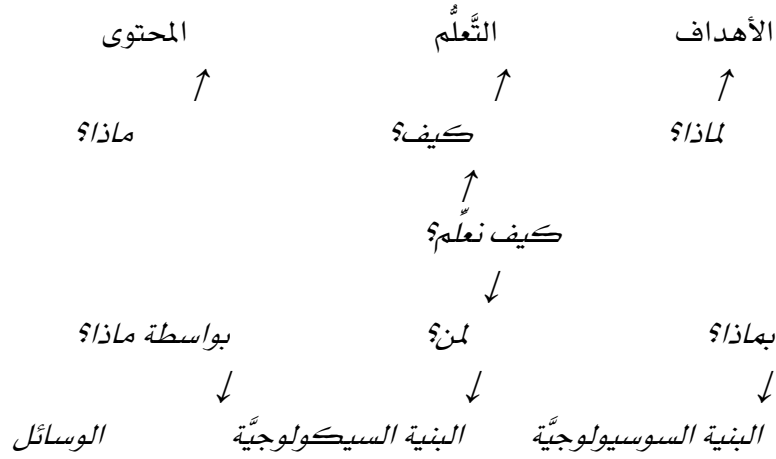 الأهداف التَّعلُّم المحتوى
↑ ↑ ↑
لماذا؟ كيف؟ ماذا؟
↑
كيف نعلِّم؟
↓
بماذا؟ لمن؟ بواسطة ماذا؟
↓ ↓ ↓
البنية السوسيولوجيَّة البنية السيكولوجيَّة الوسائل